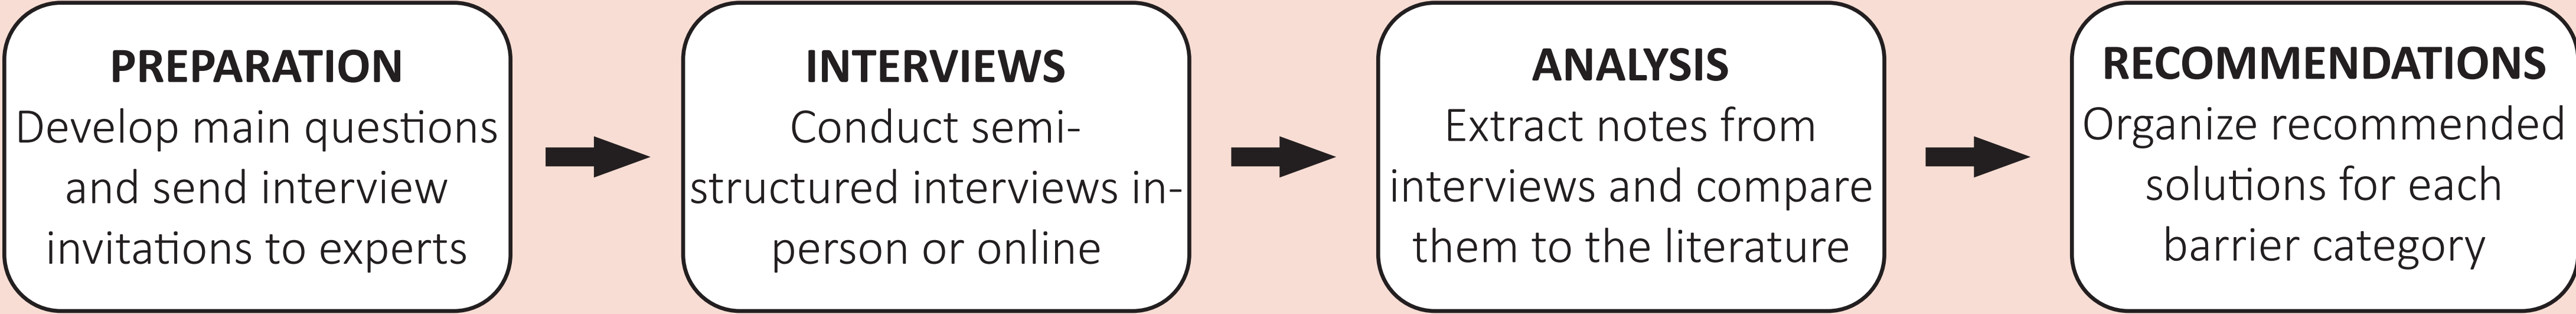 PREPARATION
Develop main questions
and send interview
invitations to experts
INTERVIEWS
Conduct semi-
structured interviews in-
person or online
ANALYSIS
Extract notes from
interviews and compare
them to the literature
RECOMMENDATIONS
Organize recommended
solutions for each
barrier category